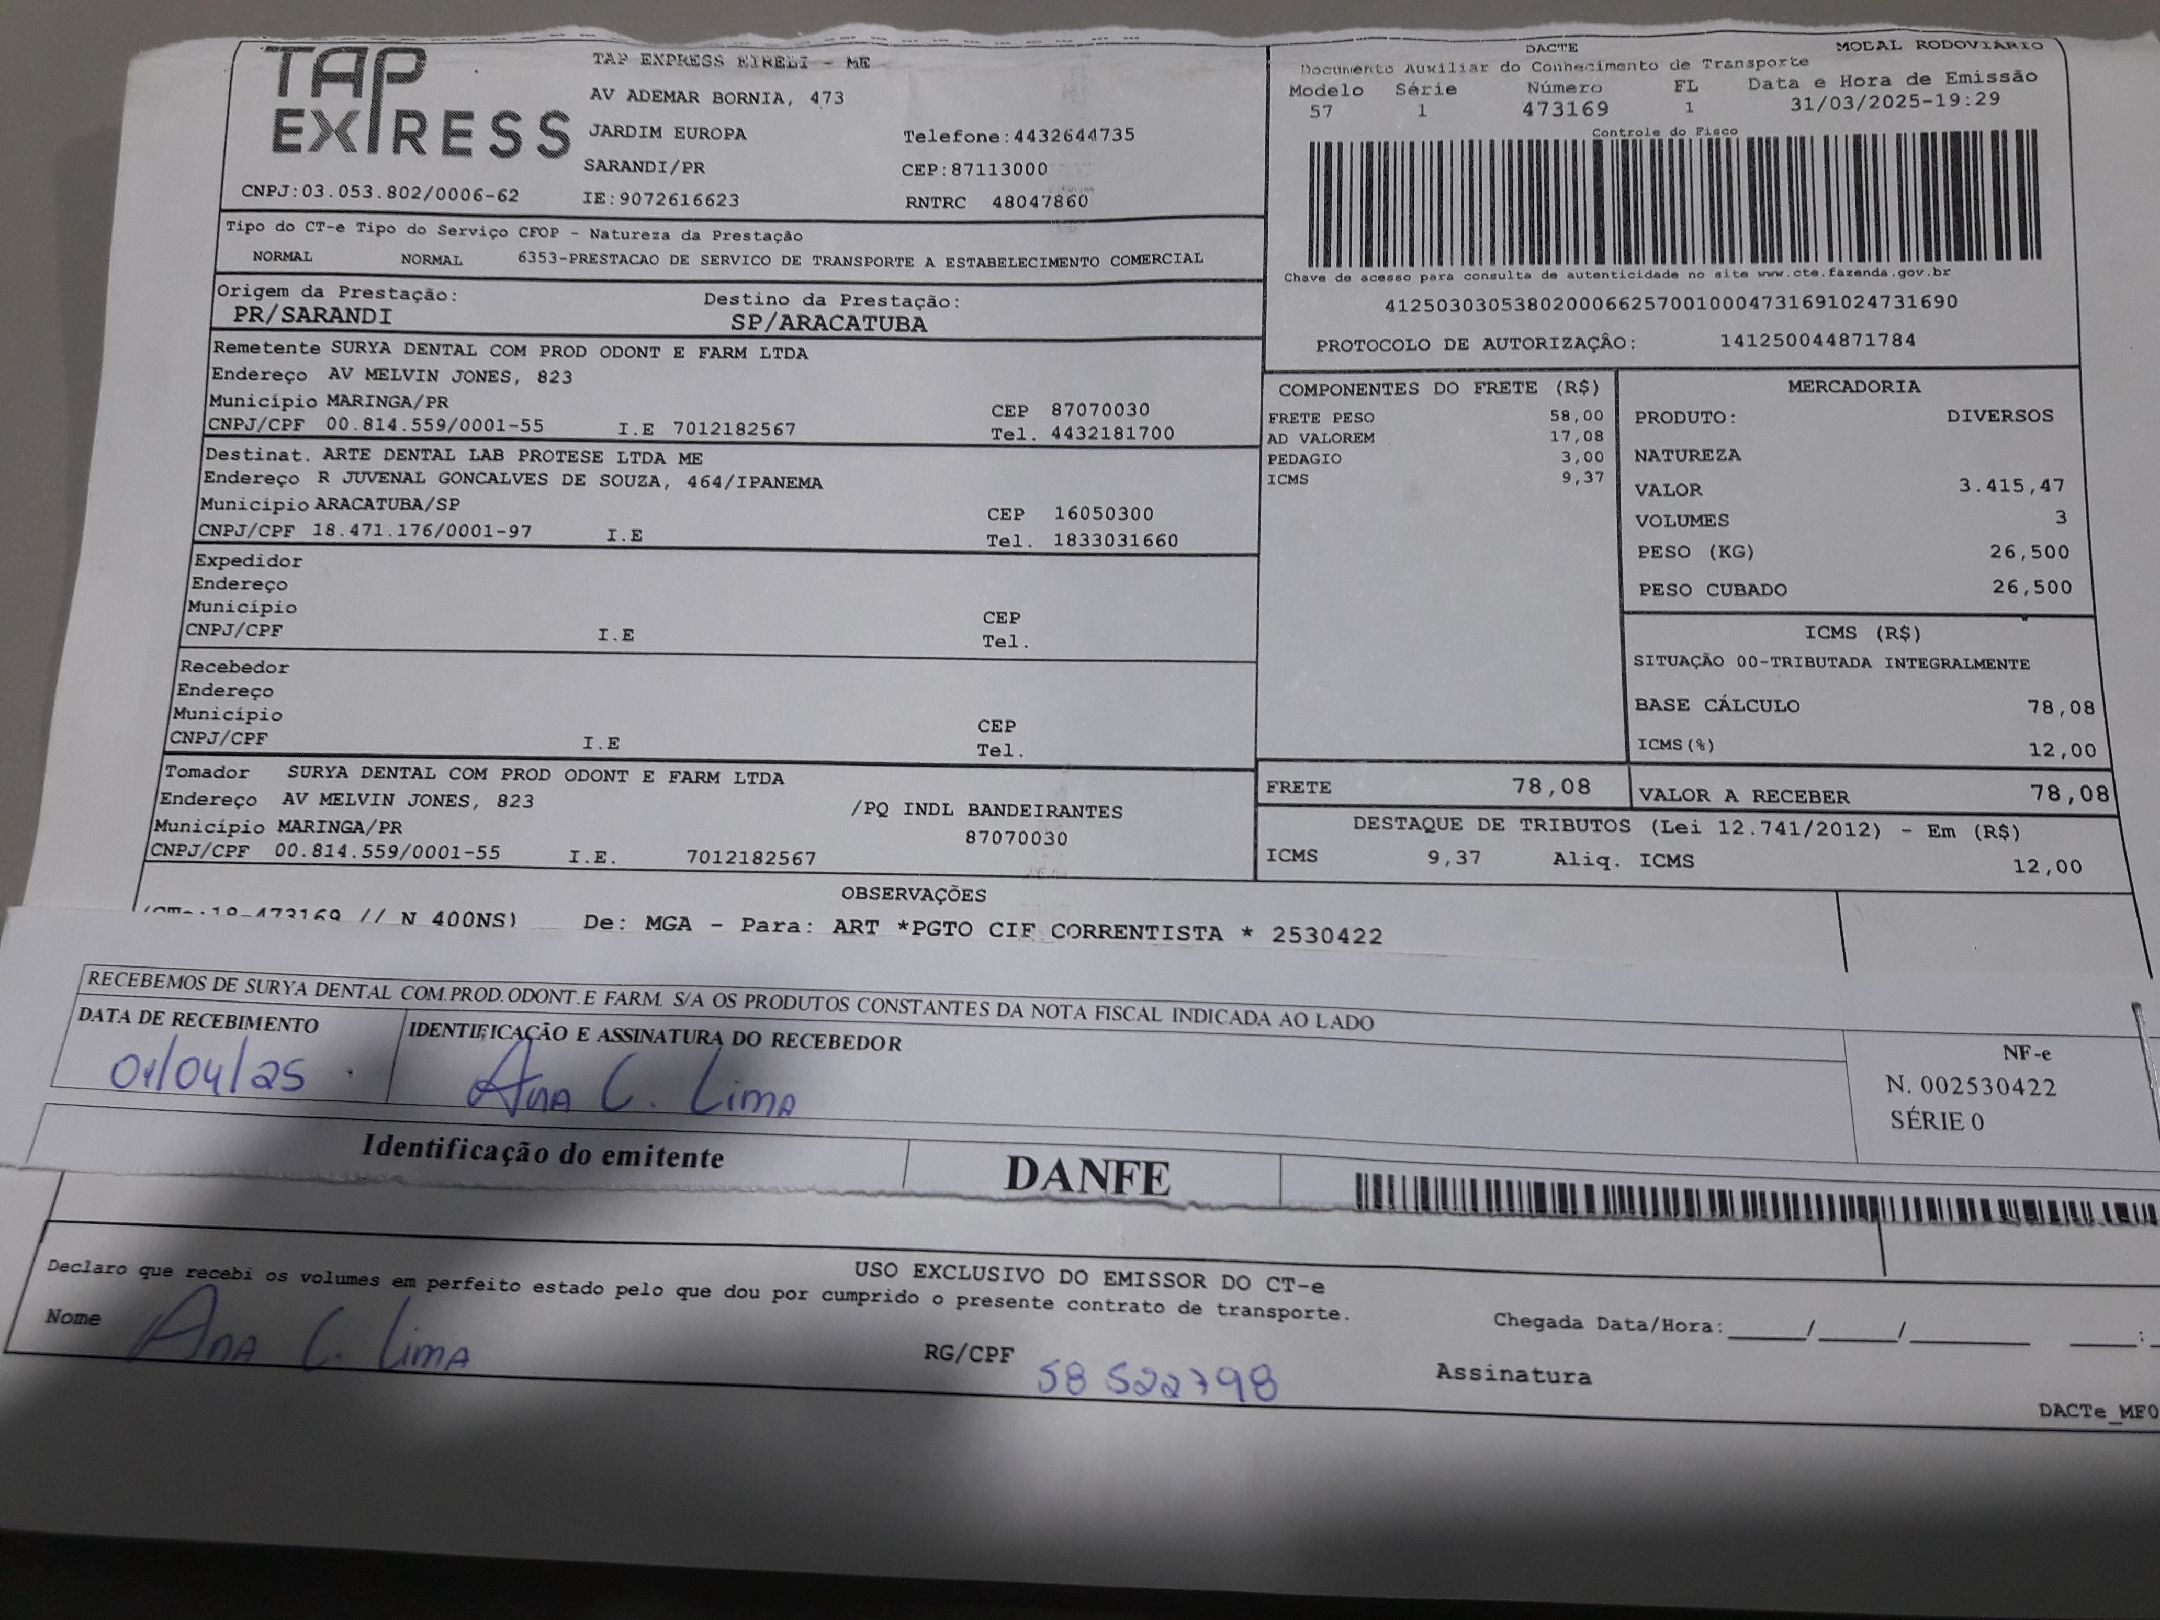 TAP EXPRESS
TAP EXPRESS EIRELI - ME
AV ADEMAR BORNIA, 473
JARDIM EUROPA Telefone:4432644735
SARANDI/PR CEP:87113000
CNPJ:03.053.802/0006-62 IE:9072616623 RNTRC 48047860
DACTE MODAL RODOVIÁRIO
Documento Auxiliar do Conhecimento de Transporte
Modelo Série Número FL Data e Hora de Emissão
57 1 473169 1 31/03/2025-19:29
Controle do Fisco
Chave de acesso para consulta de autenticidade no site www.cte.fazenda.gov.br
41250303053802000662570010004731691024731690
PROTOCOLO DE AUTORIZAÇÃO: 141250044871784
Tipo do CT-e Tipo do Serviço CFOP - Natureza da Prestação
NORMAL NORMAL 6353-PRESTACAO DE SERVICO DE TRANSPORTE A ESTABELECIMENTO COMERCIAL
Origem da Prestação: Destino da Prestação:
PR/SARANDI SP/ARACATUBA
Remetente SURYA DENTAL COM PROD ODONT E FARM LTDA
Endereço AV MELVIN JONES, 823
Município MARINGA/PR CEP 87070030
CNPJ/CPF 00.814.559/0001-55 I.E 7012182567 Tel. 4432181700
Destinat. ARTE DENTAL LAB PROTESE LTDA ME
Endereço R JUVENAL GONCALVES DE SOUZA, 464/IPANEMA
Município ARACATUBA/SP CEP 16050300
CNPJ/CPF 18.471.176/0001-97 I.E Tel. 1833031660
Expedidor
Endereço
Município CEP
CNPJ/CPF I.E Tel.
Recebedor
Endereço
Município CEP
CNPJ/CPF I.E Tel.
Tomador SURYA DENTAL COM PROD ODONT E FARM LTDA
Endereço AV MELVIN JONES, 823 /PQ INDL BANDEIRANTES
Município MARINGA/PR 87070030
CNPJ/CPF 00.814.559/0001-55 I.E. 7012182567
COMPONENTES DO FRETE (R$)
FRETE PESO 58,00
AD VALOREM 17,08
PEDAGIO 3,00
ICMS 9,37
MERCADORIA
PRODUTO: DIVERSOS
NATUREZA
VALOR 3.415,47
VOLUMES 3
PESO (KG) 26,500
PESO CUBADO 26,500
ICMS (R$)
SITUAÇÃO 00-TRIBUTADA INTEGRALMENTE
BASE CÁLCULO 78,08
ICMS(%) 12,00
FRETE 78,08 VALOR A RECEBER 78,08
DESTAQUE DE TRIBUTOS (Lei 12.741/2012) - Em (R$)
ICMS 9,37 Aliq. ICMS 12,00
OBSERVAÇÕES
(CTe:18-473169 // N 400NS) De: MGA - Para: ART *PGTO CIF CORRENTISTA * 2530422
RECEBEMOS DE SURYA DENTAL COM.PROD.ODONT.E FARM. S/A OS PRODUTOS CONSTANTES DA NOTA FISCAL INDICADA AO LADO
DATA DE RECEBIMENTO IDENTIFICAÇÃO E ASSINATURA DO RECEBEDOR
01/04/25 Ana C. Lima
NF-e
N. 002530422
SÉRIE 0
Identificação do emitente DANFE
USO EXCLUSIVO DO EMISSOR DO CT-e
Declaro que recebi os volumes em perfeito estado pelo que dou por cumprido o presente contrato de transporte.
Nome Ana C. Lima RG/CPF 58 522798 Chegada Data/Hora:____/____/______ ___:
Assinatura
DACTe_MF0